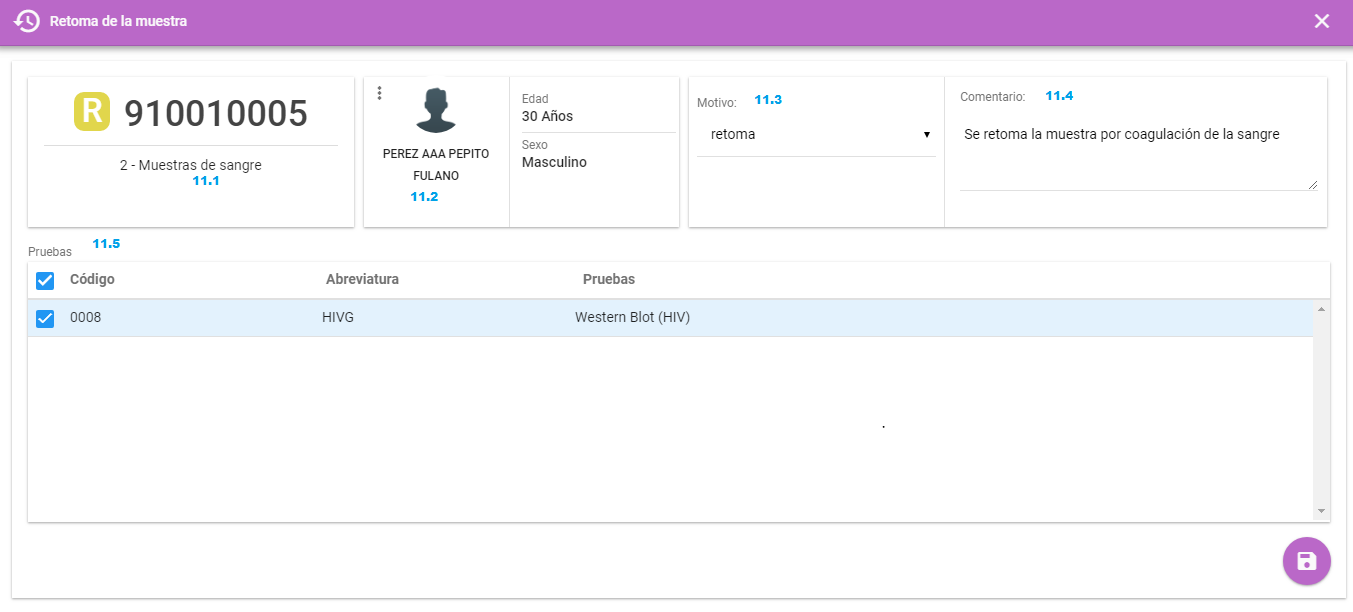 Retoma de la muestra
R 910010005
2 - Muestras de sangre
11.1
PEREZ AAA PEPITO
FULANO
11.2
Edad
30 Años
Sexo
Masculino
Motivo: 11.3
retoma
Comentario: 11.4
Se retoma la muestra por coagulación de la sangre
Pruebas 11.5
Código Abreviatura Pruebas
0008 HIVG Western Blot (HIV)